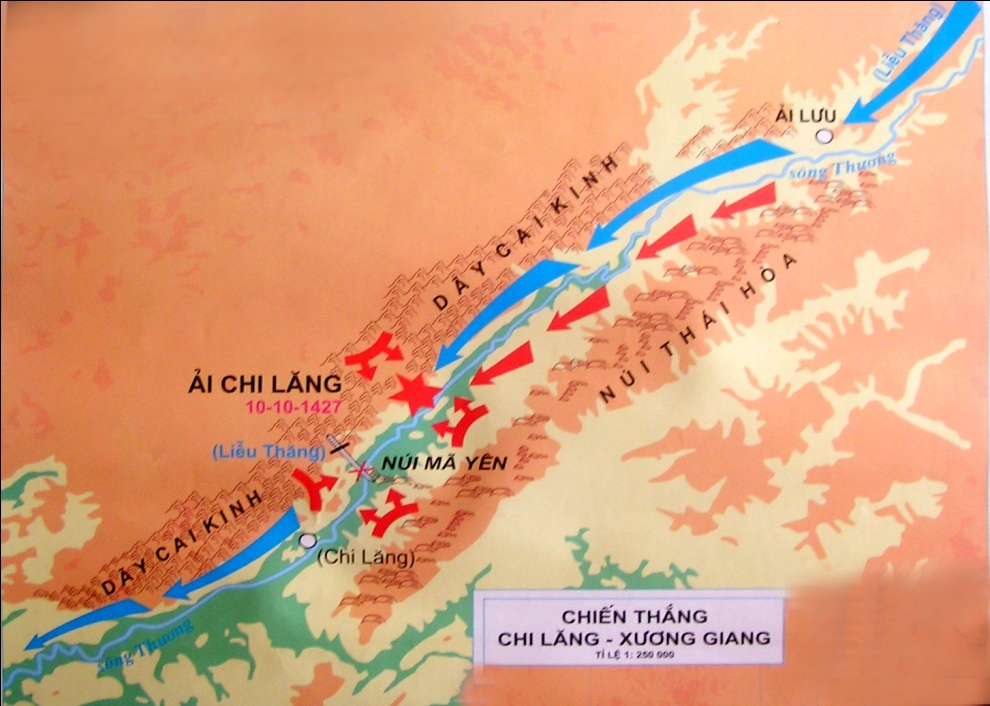 (Liễu Thăng)
ẢI LƯU
sông Thương
DÃY CAI KINH
NÚI THÁI HÒA
ẢI CHI LĂNG
10-10-1427
(Liễu Thăng)
NÚI MÃ YÊN
DÃY CAI KINH
(Chi Lăng)
sông Thương
CHIẾN THẮNG
CHI LĂNG - XƯƠNG GIANG
TỈ LỆ 1: 250 000